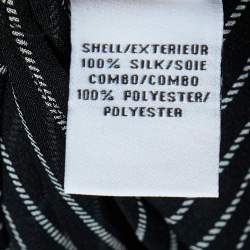 SHELL/EXTERIEUR
100% SILK/SOIE
COMBO/COMBO
100% POLYESTER/
POLYESTER